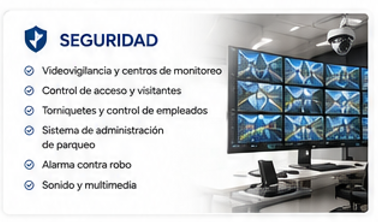 SEGURIDAD
Videovigilancia y centros de monitoreo
Control de acceso y visitantes
Torniquetes y control de empleados
Sistema de administración
de parqueo
Alarma contra robo
Sonido y multimedia